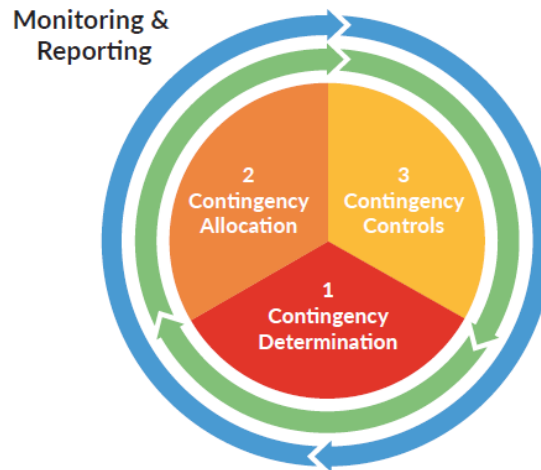 Monitoring &
Reporting
2
Contingency
Allocation
3
Contingency
Controls
1
Contingency
Determination